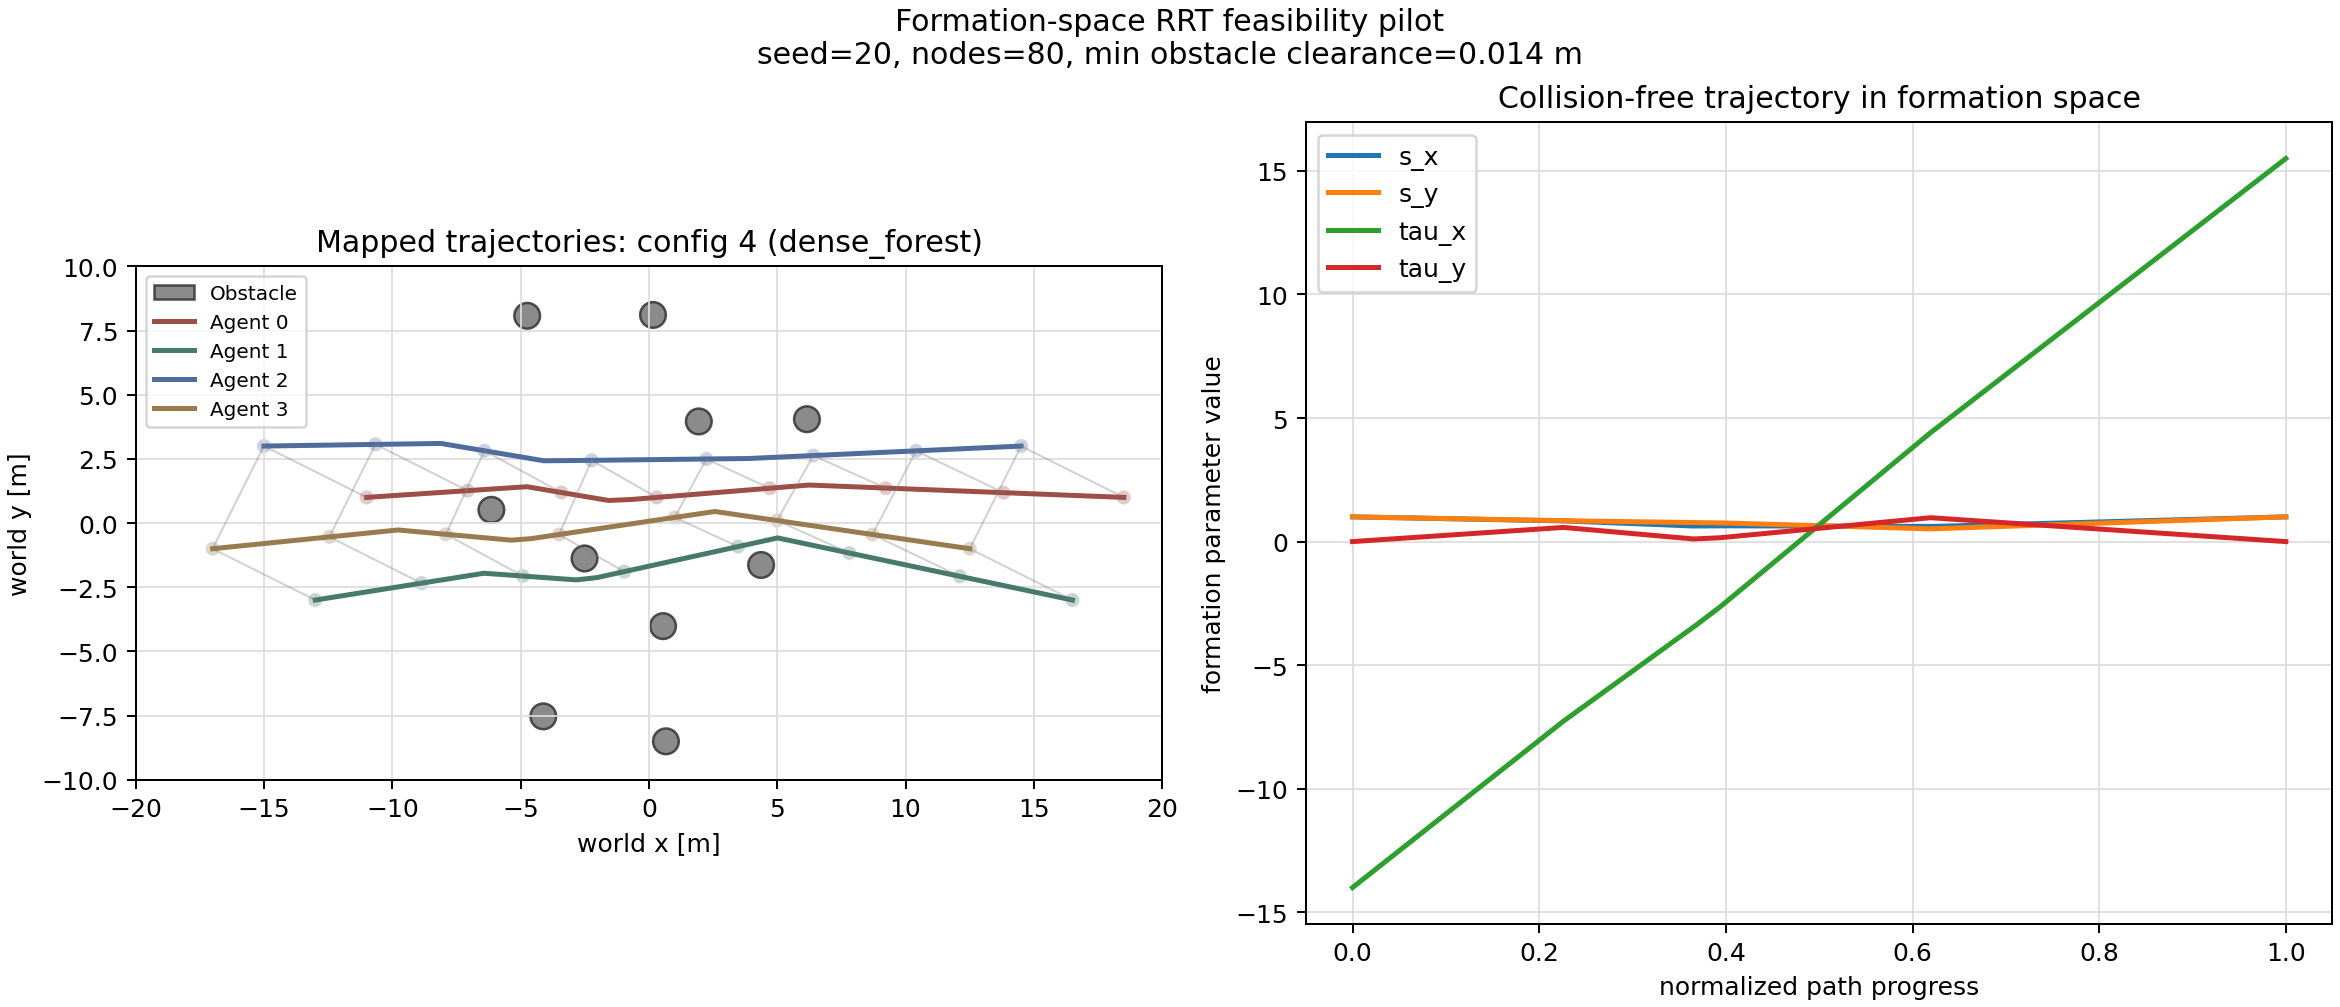 Formation-space RRT feasibility pilot
seed=20, nodes=80, min obstacle clearance=0.014 m
Mapped trajectories: config 4 (dense_forest)
Obstacle
Agent 0
Agent 1
Agent 2
Agent 3
10.0
7.5
5.0
2.5
0.0
−2.5
−5.0
−7.5
−10.0
world y [m]
−20
−15
−10
−5
0
5
10
15
20
world x [m]
Collision-free trajectory in formation space
s_x
s_y
tau_x
tau_y
15
10
5
0
−5
−10
−15
formation parameter value
0.0
0.2
0.4
0.6
0.8
1.0
normalized path progress